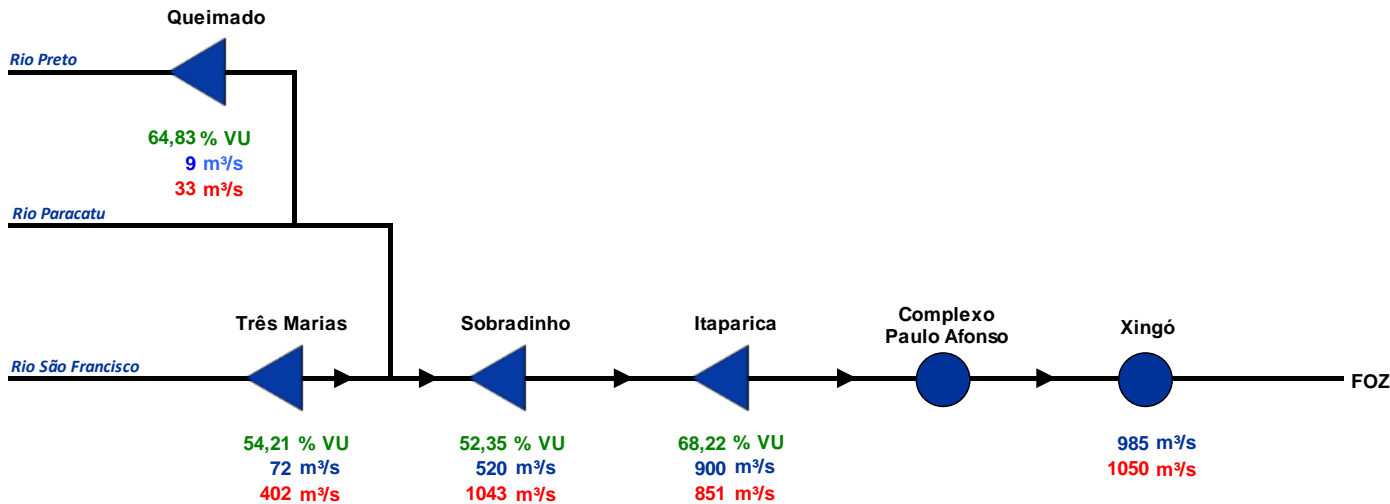 Queimado
Rio Preto
64,83 % VU
9 m³/s
33 m³/s
Rio Paracatu
Três Marias
Sobradinho
Itaparica
Complexo
Paulo Afonso
Xingó
Rio São Francisco
FOZ
54,21 % VU
72 m³/s
402 m³/s
52,35 % VU
520 m³/s
1043 m³/s
68,22 % VU
900 m³/s
851 m³/s
985 m³/s
1050 m³/s